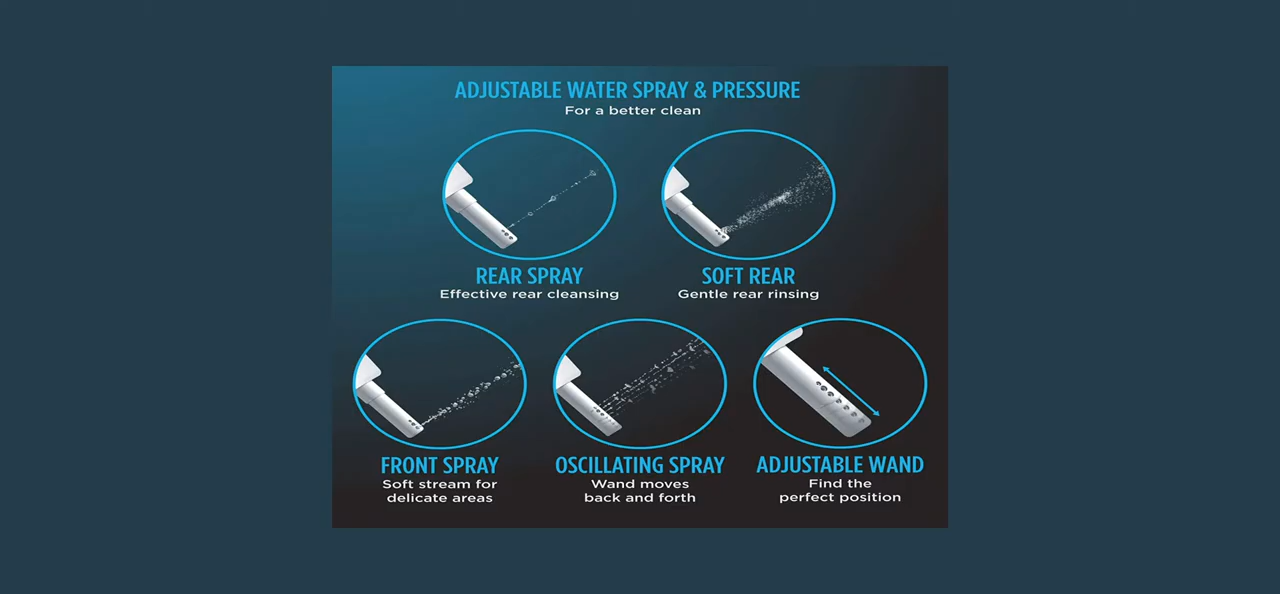 ADJUSTABLE WATER SPRAY & PRESSURE
For a better clean
REAR SPRAY
Effective rear cleansing
SOFT REAR
Gentle rear rinsing
FRONT SPRAY
Soft stream for
delicate areas
OSCILLATING SPRAY
Wand moves
back and forth
ADJUSTABLE WAND
Find the
perfect position